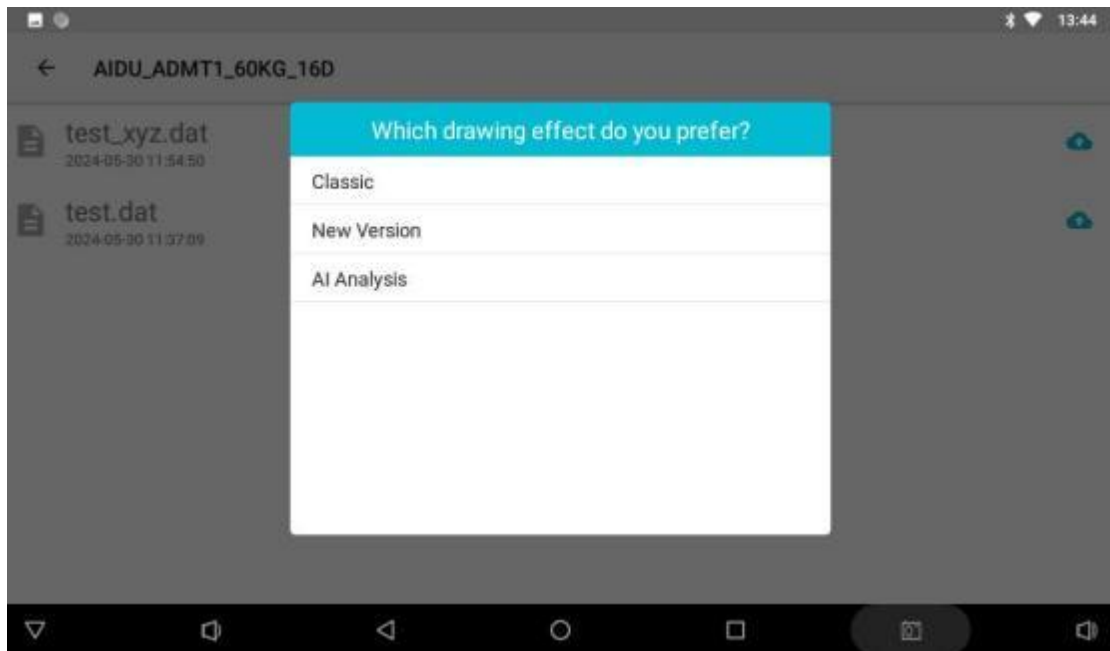 13:44
AIDU_ADMT1_60KG_16D
test_xyz.dat
2024-05-30 11:54:50
test.dat
2024-05-30 11:37:09
Which drawing effect do you prefer?
Classic
New Version
AI Analysis